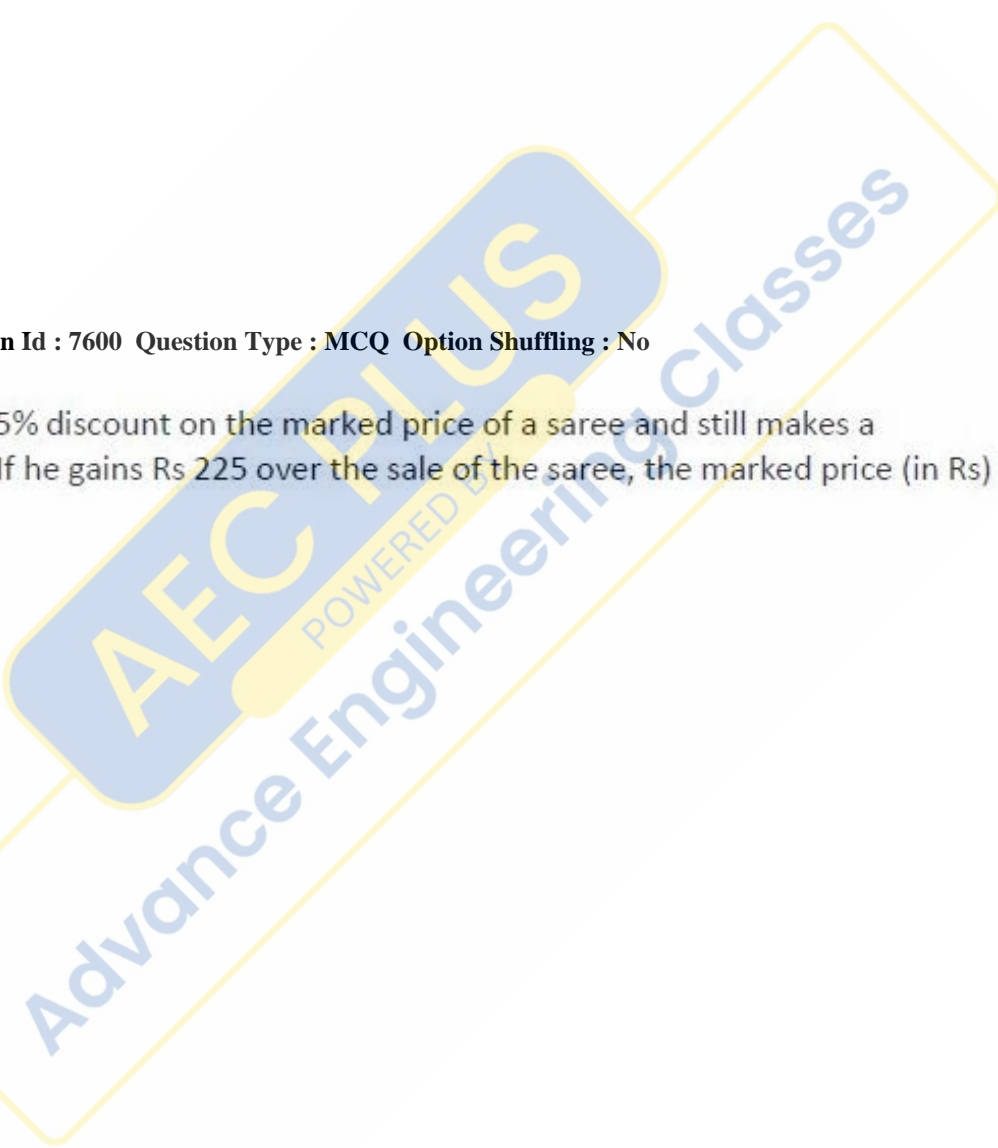 n Id : 7600 Question Type : MCQ Option Shuffling : No
5% discount on the marked price of a saree and still makes a
If he gains Rs 225 over the sale of the saree, the marked price (in Rs)
AEC PLUS
POWERED BY
Advance Engineering Classes